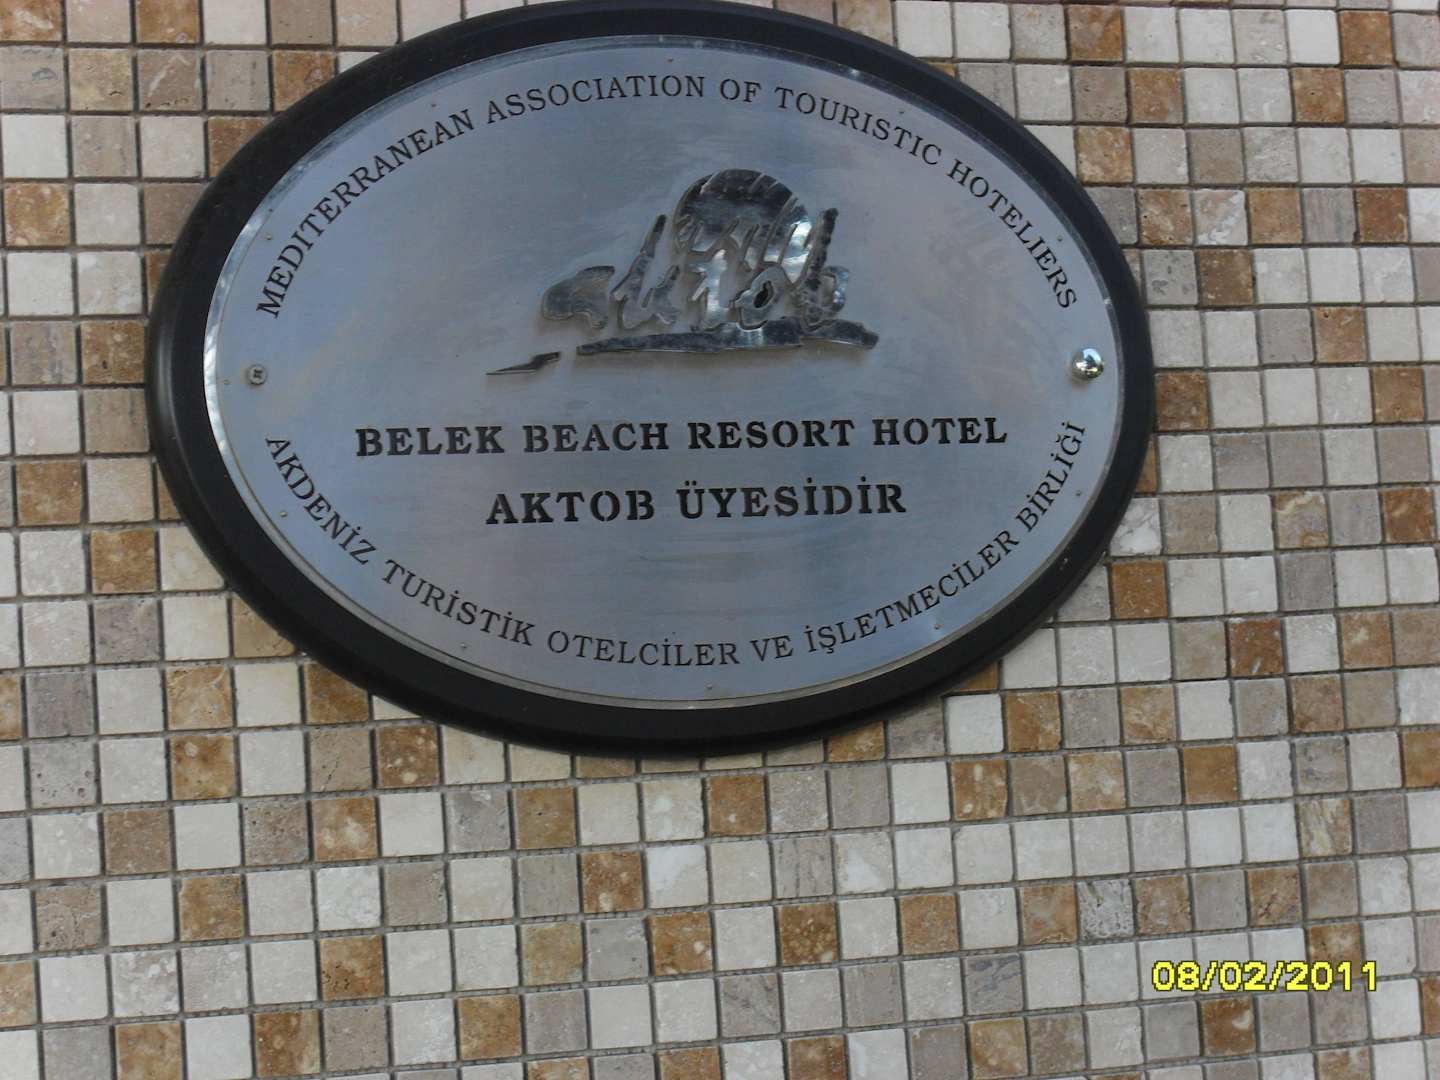 MEDITERRANEAN ASSOCIATION OF TOURISTIC HOTELIERS
aktob
BELEK BEACH RESORT HOTEL
AKTOB ÜYESİDİR
AKDENİZ TURİSTİK OTELCİLER VE İŞLETMECİLER BİRLİĞİ
08/02/2011